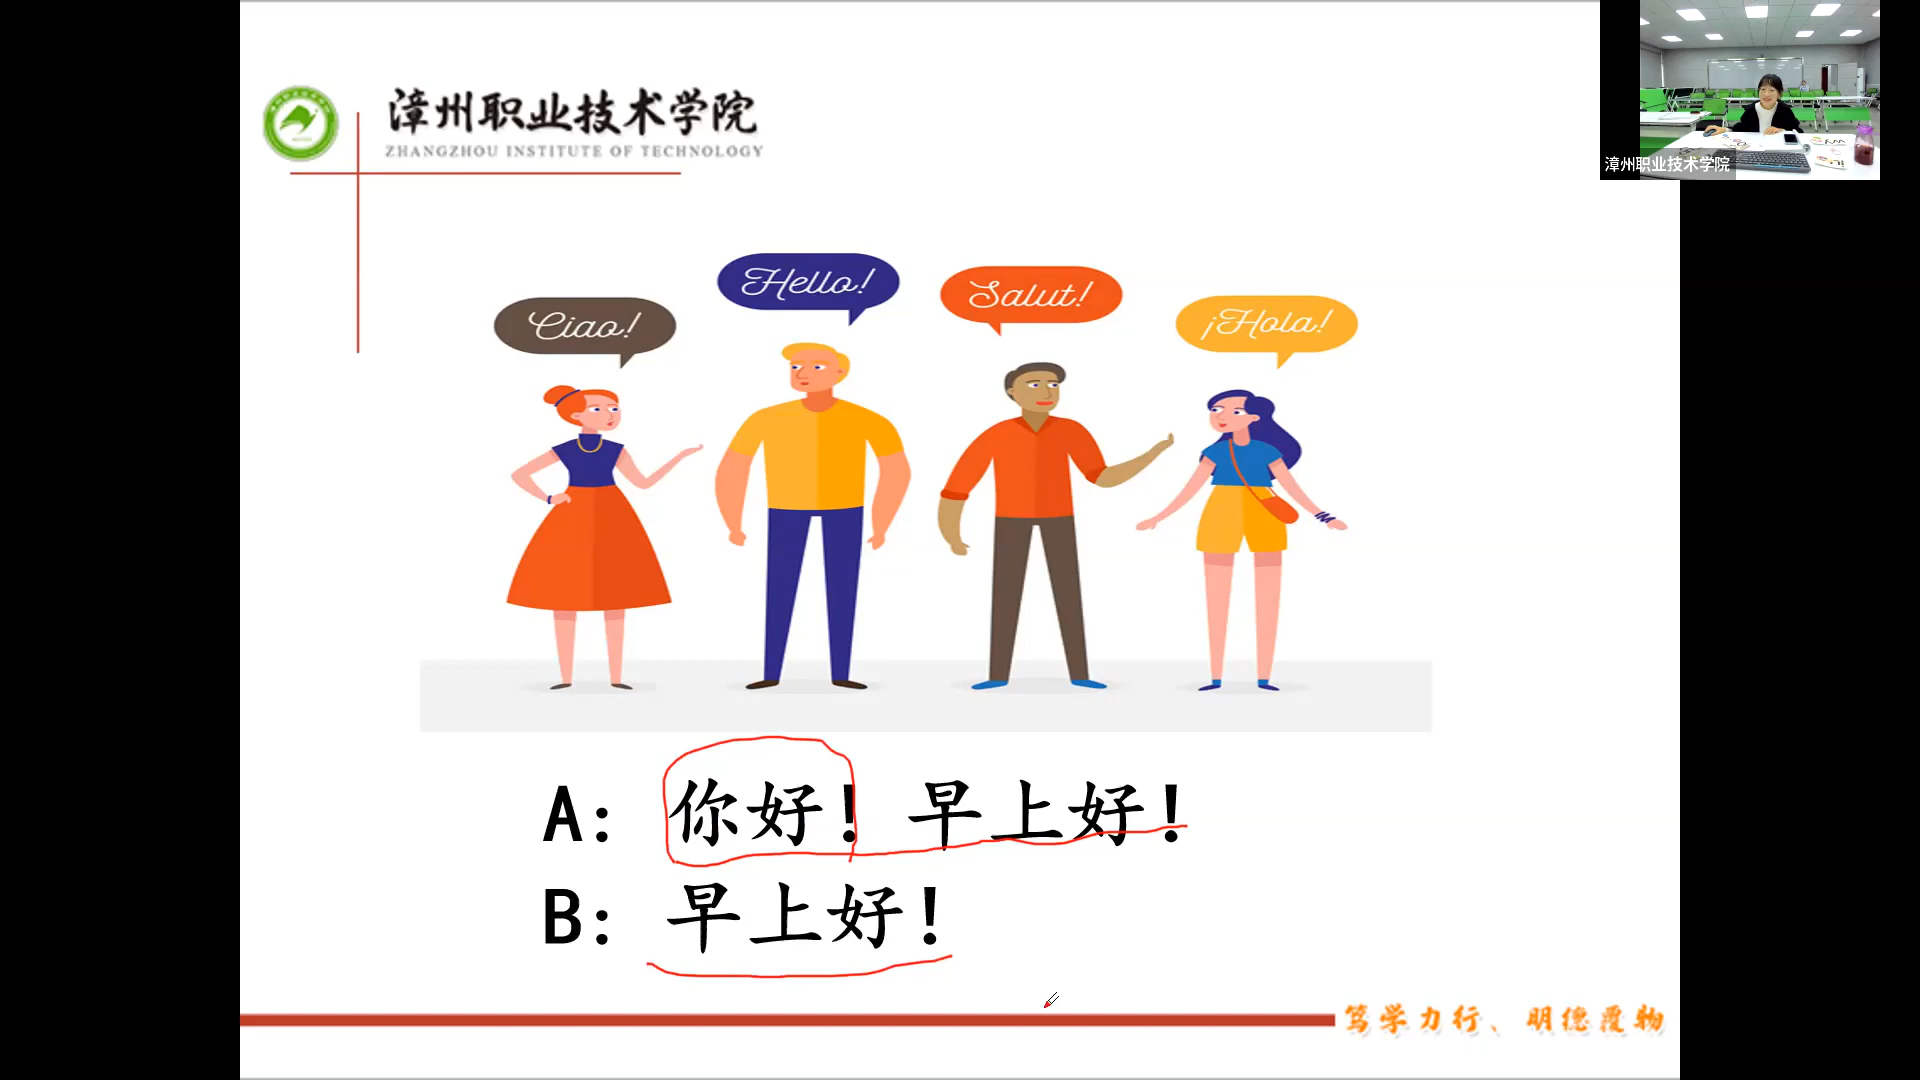 漳州职业技术学院
ZHANGZHOU INSTITUTE OF TECHNOLOGY
漳州职业技术学院
Ciao!
Hello!
Salut!
¡Hola!
A: 你好! 早上好!
B: 早上好!
笃学力行、明德覆物